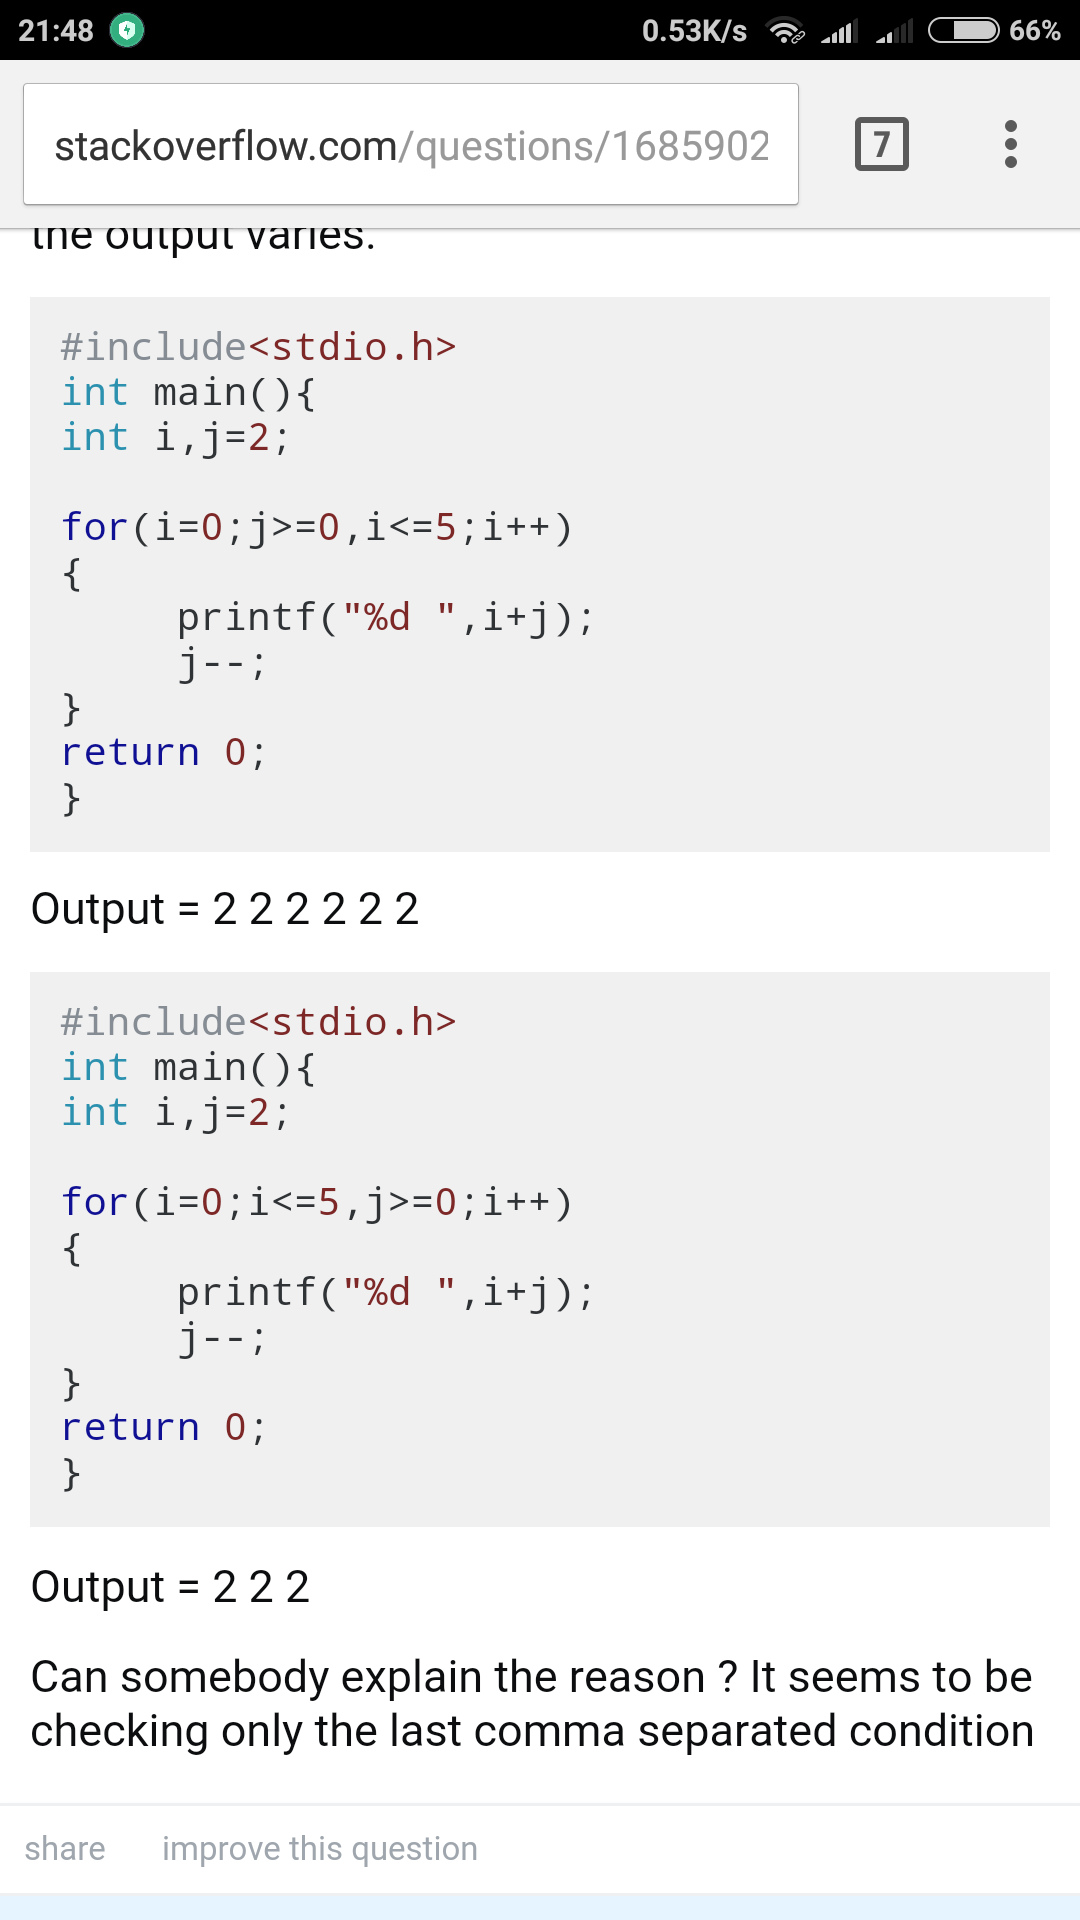 21:48 0.53K/s 66%
stackoverflow.com/questions/1685902 7
the output varies.
#include<stdio.h>
int main(){
int i,j=2;
for(i=0;j>=0,i<=5;i++)
{
printf("%d ",i+j);
j--;
}
return 0;
}
Output = 2 2 2 2 2 2
#include<stdio.h>
int main(){
int i,j=2;
for(i=0;i<=5,j>=0;i++)
{
printf("%d ",i+j);
j--;
}
return 0;
}
Output = 2 2 2
Can somebody explain the reason ? It seems to be
checking only the last comma separated condition
share improve this question